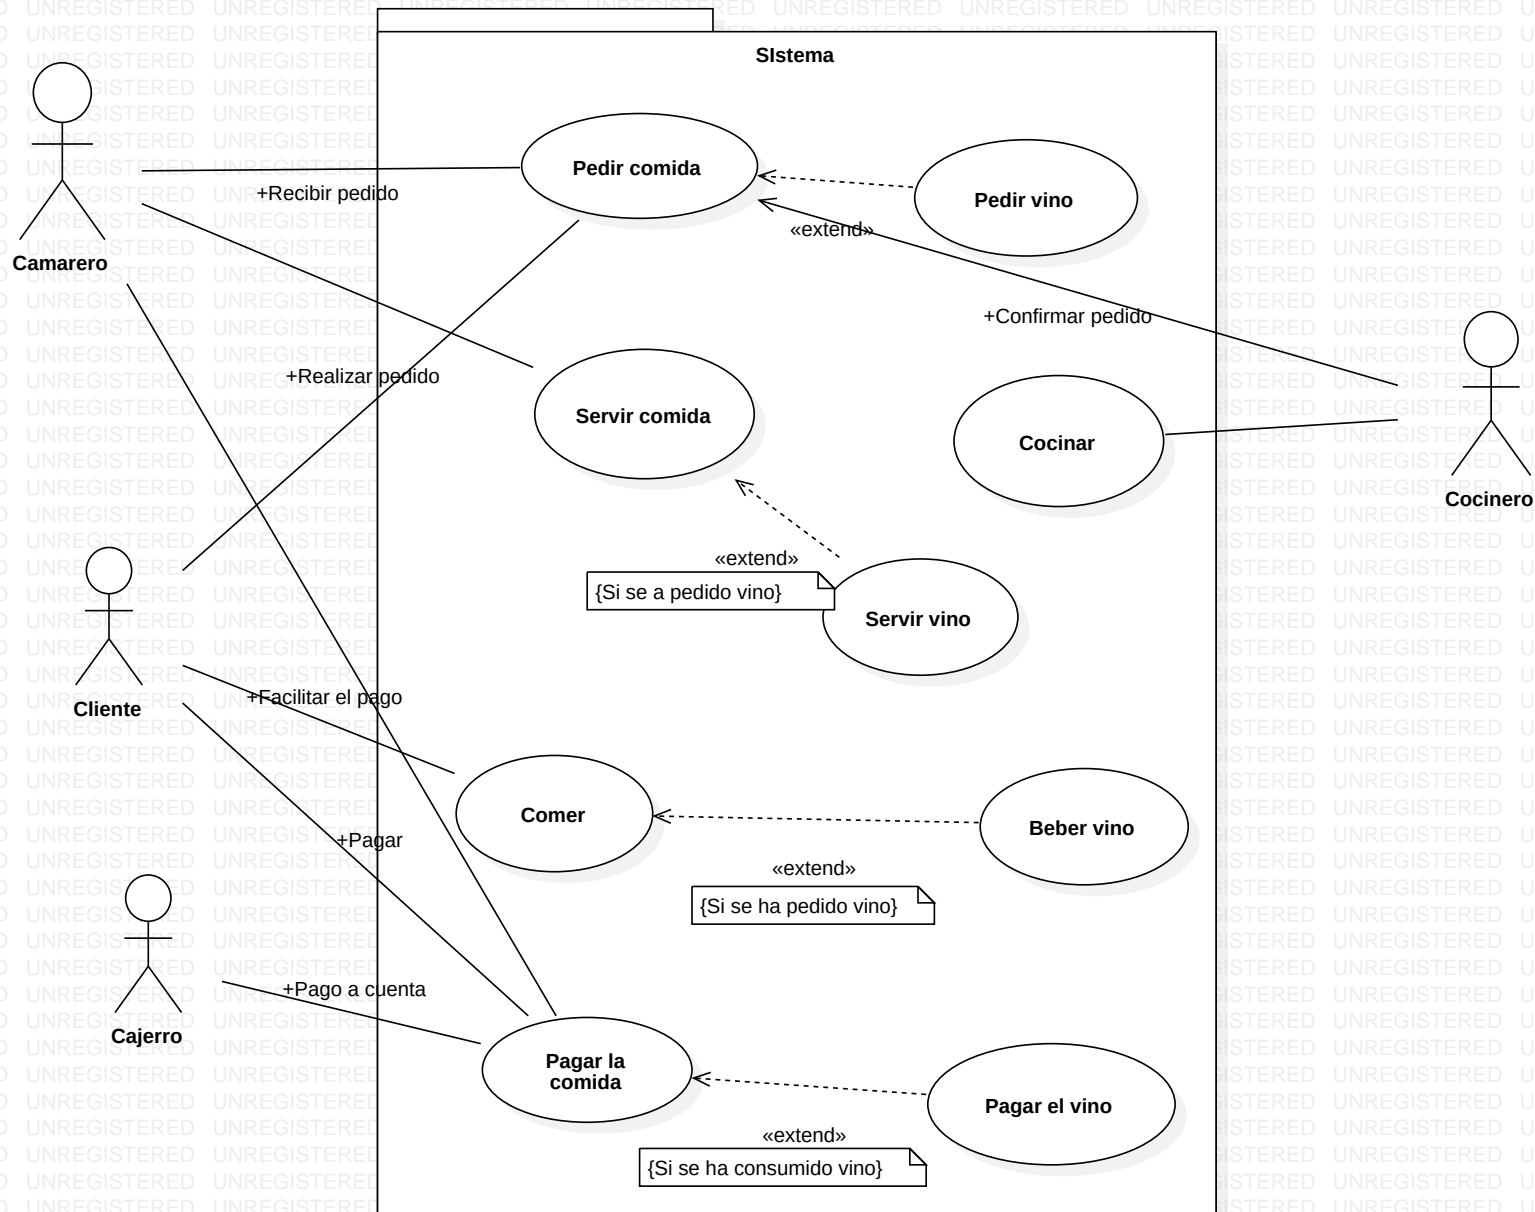 SIstema
Pedir comida
Pedir vino
+Recibir pedido
«extend»
Camarero
+Confirmar pedido
+Realizar pedido
Servir comida
Cocinar
Cocinero
«extend»
{Si se a pedido vino}
Servir vino
+Facilitar el pago
Cliente
Comer
Beber vino
+Pagar
«extend»
{Si se ha pedido vino}
+Pago a cuenta
Cajerro
Pagar la
comida
Pagar el vino
«extend»
{Si se ha consumido vino}
UNREGISTERED